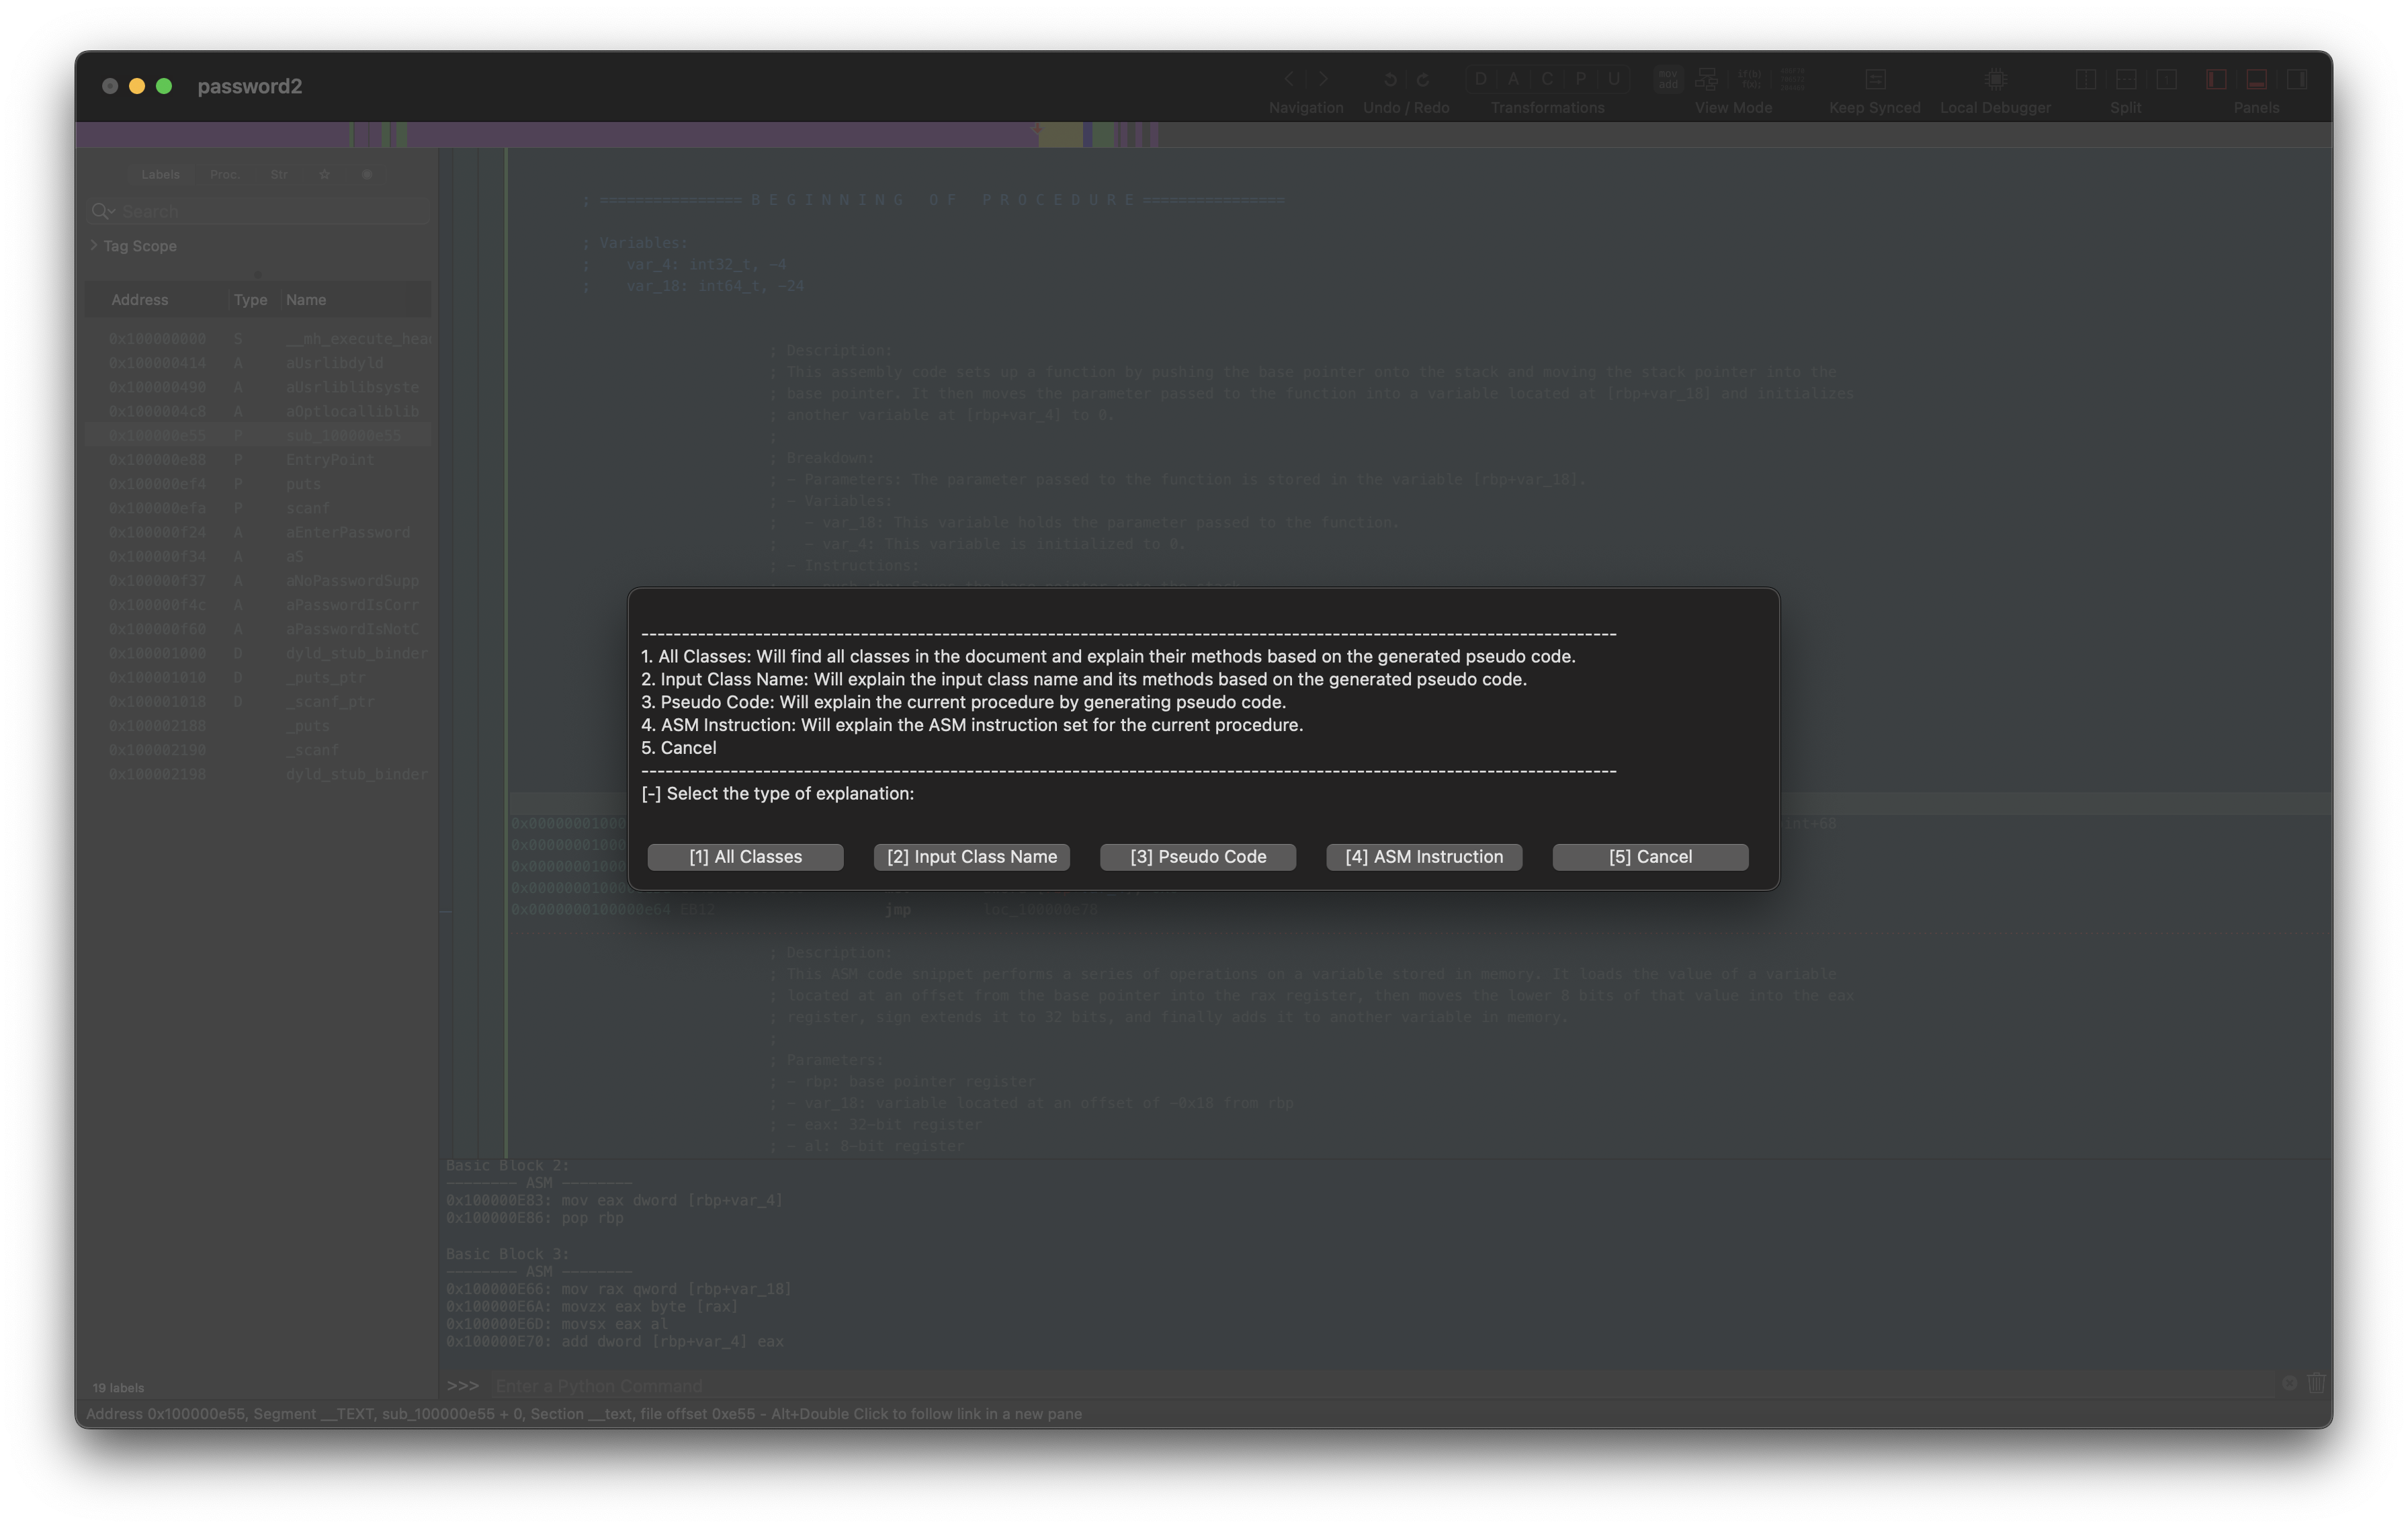 password2
D A C P U
mov
add
if(b)
f(a);
Navigation Undo / Redo Transformations View Mode Keep Synced Local Debugger Split Panels
Labels Proc. Str
Search
Tag Scope
Address Type Name
0x100000000 S __mh_execute_head
0x100000414 A aUsrlibdyld
0x100000490 A aUsrliblibsyste
0x1000004c8 A aOptlocalliblib
0x100000e55 P sub_100000e55
0x100000e88 P EntryPoint
0x100000ef4 P puts
0x100000efa P scanf
0x100000f24 A aEnterPassword
0x100000f34 A aS
0x100000f37 A aNoPasswordSupp
0x100000f4c A aPasswordIsCorr
0x100000f60 A aPasswordIsNotC
0x100001000 D dyld_stub_binder
0x100001010 D _puts_ptr
0x100001018 D _scanf_ptr
0x100002188 _puts
0x100002190 _scanf
0x100002198 dyld_stub_binder
19 labels
; ================ B E G I N N I N G   O F   P R O C E D U R E ================
; Variables:
;    var_4: int32_t, -4
;    var_18: int64_t, -24
; Description:
; This assembly code sets up a function by pushing the base pointer onto the stack and moving the stack pointer into the
; base pointer. It then moves the parameter passed to the function into a variable located at [rbp+var_18] and initializes
; another variable at [rbp+var_4] to 0.
;
; Breakdown:
; - Parameters: The parameter passed to the function is stored in the variable [rbp+var_18].
; - Variables:
;   - var_18: This variable holds the parameter passed to the function.
;   - var_4: This variable is initialized to 0.
; - Instructions:
--------------------------------------------------------------------------------------------------------------------
1. All Classes: Will find all classes in the document and explain their methods based on the generated pseudo code.
2. Input Class Name: Will explain the input class name and its methods based on the generated pseudo code.
3. Pseudo Code: Will explain the current procedure by generating pseudo code.
4. ASM Instruction: Will explain the ASM instruction set for the current procedure.
5. Cancel
--------------------------------------------------------------------------------------------------------------------
[-] Select the type of explanation:
[1] All Classes [2] Input Class Name [3] Pseudo Code [4] ASM Instruction [5] Cancel
0x0000000100000e64 EB12 jmp loc_100000e78
; Description:
; This ASM code snippet performs a series of operations on a variable stored in memory. It loads the value of a variable
; located at an offset from the base pointer into the rax register, then moves the lower 8 bits of that value into the eax
; register, sign extends it to 32 bits, and finally adds it to another variable in memory.
;
; Parameters:
; - rbp: base pointer register
; - var_18: variable located at an offset of -0x18 from rbp
; - eax: 32-bit register
; - al: 8-bit register
Basic Block 2:
-------- ASM --------
0x100000E83: mov eax dword [rbp+var_4]
0x100000E86: pop rbp
Basic Block 3:
-------- ASM --------
0x100000E66: mov rax qword [rbp+var_18]
0x100000E6A: movzx eax byte [rax]
0x100000E6D: movsx eax al
0x100000E70: add dword [rbp+var_4] eax
>>> Enter a Python Command
Address 0x100000e55, Segment __TEXT, sub_100000e55 + 0, Section __text, file offset 0xe55 - Alt+Double Click to follow link in a new pane